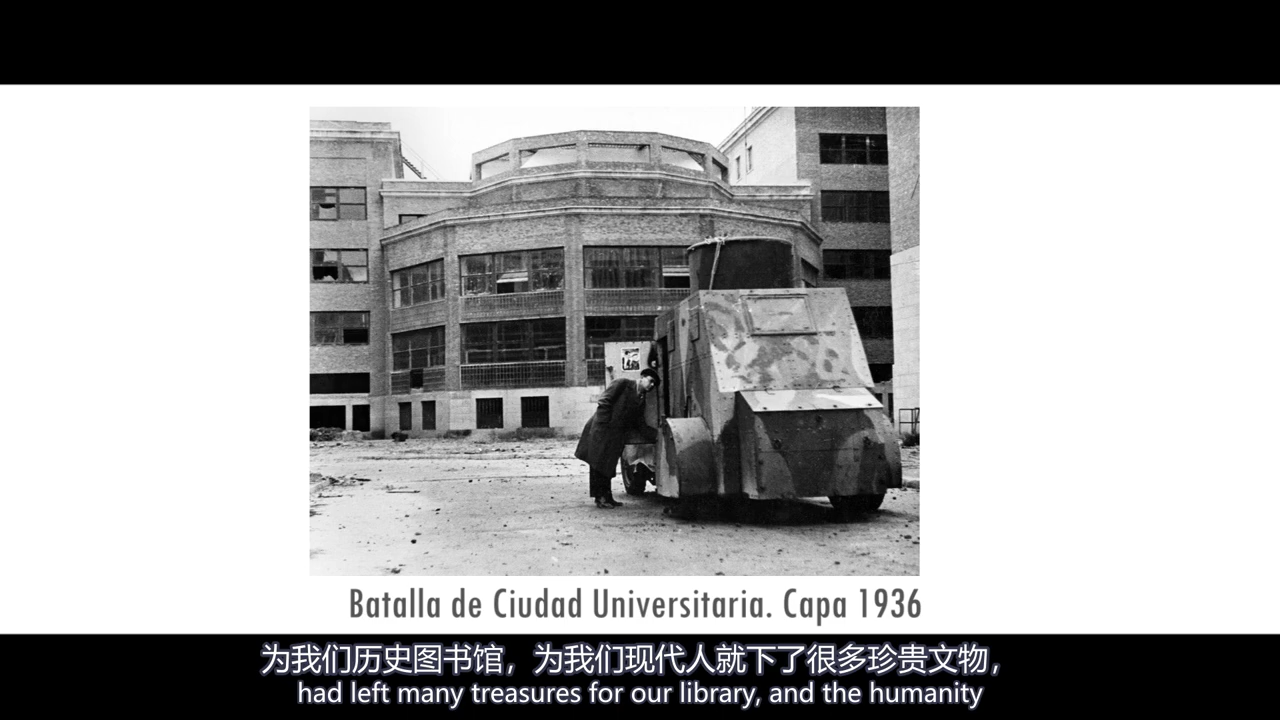 Batalla de Ciudad Universitaria. Capa 1936
为我们历史图书馆，为我们现代人就下了很多珍贵文物，
had left many treasures for our library, and the humanity